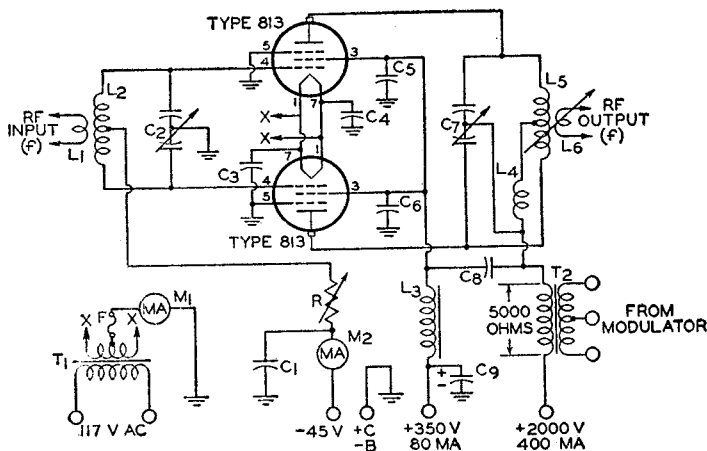 TYPE 813
5
4
3
C5
L2
L5
1
7
X
C4
RF
INPUT
(f)
L1
C2
X
C7
RF
OUTPUT
(f)
L6
7
1
C3
L4
4
5
3
C6
TYPE 813
C8
T2
R
L3
M1
MA
F
X
X
M2
MA
5000
OHMS
FROM
MODULATOR
T1
C1
+
-
C9
117 V AC
-45 V
+C
-B
+350 V
80 MA
+2000 V
400 MA